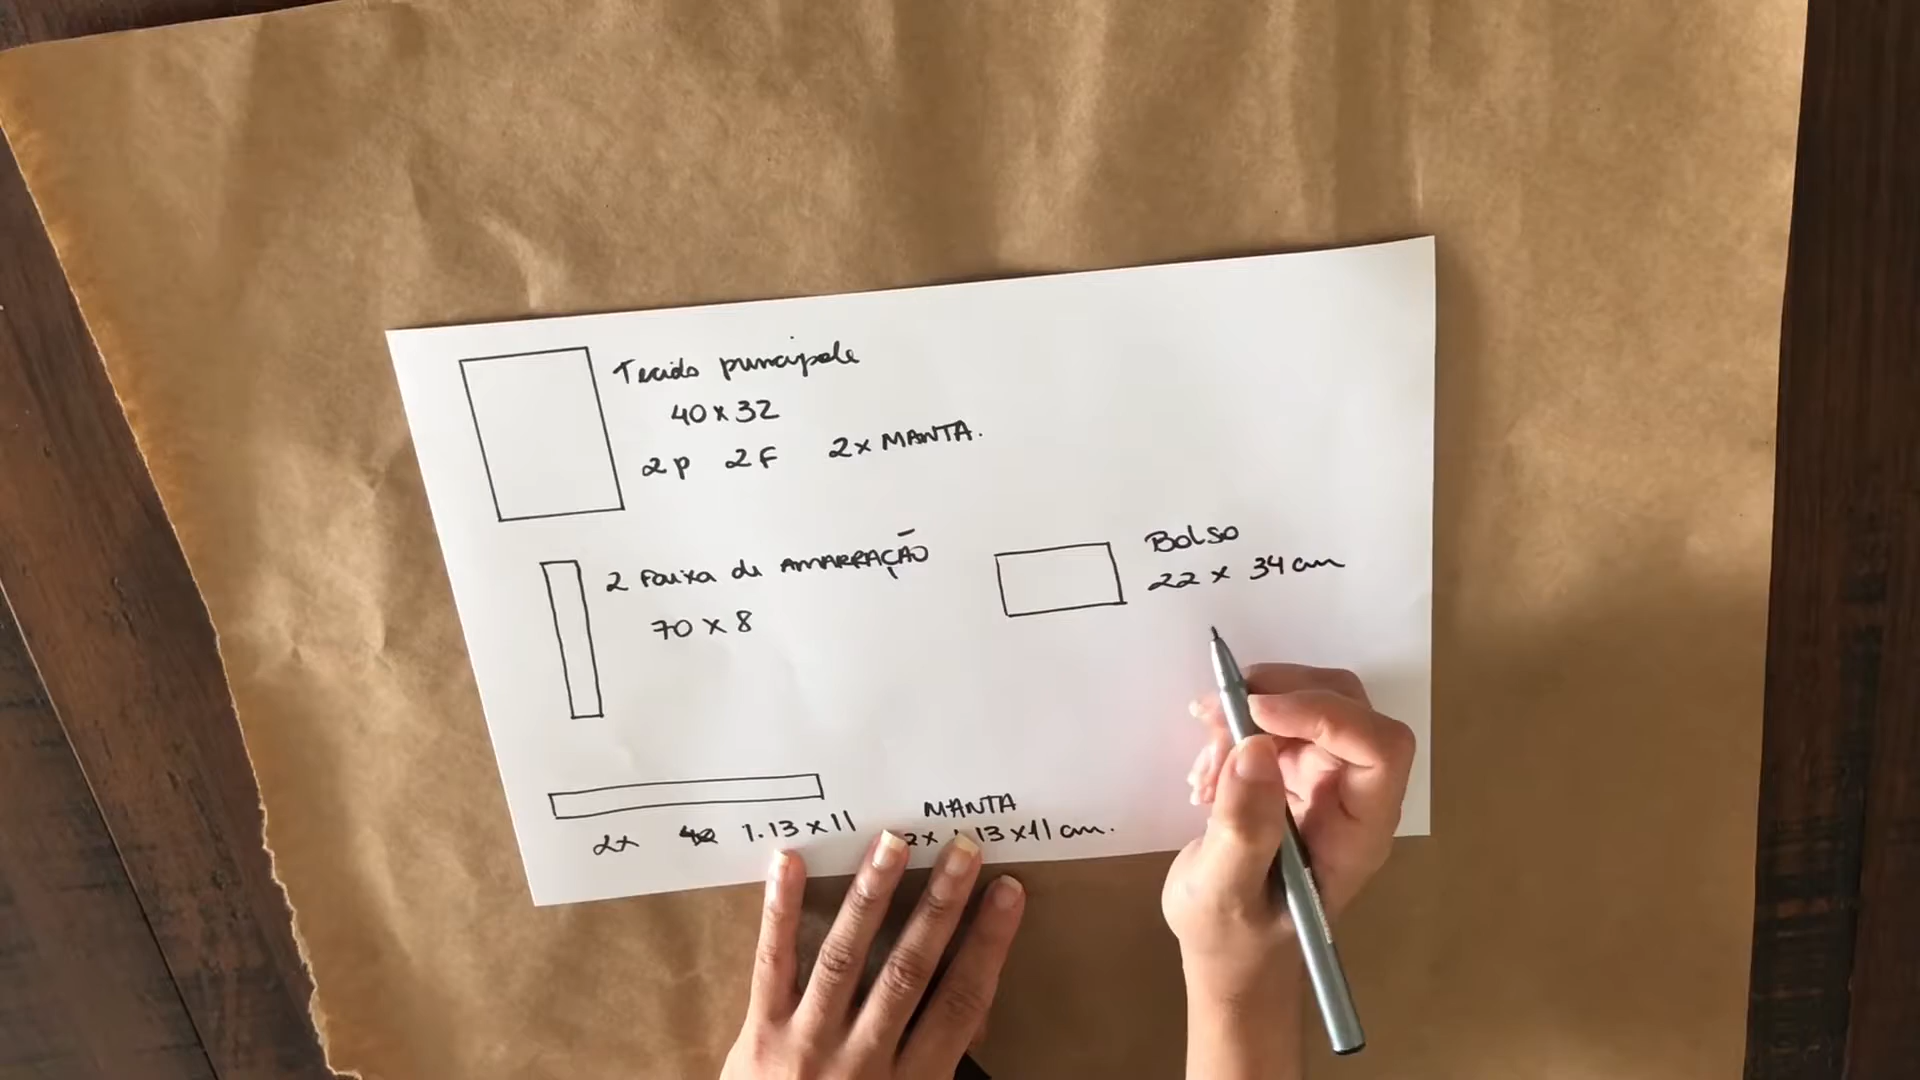 Tecido principale
40 x 32
2 p 2 F 2 x MANTA.
2 Faixa de AMARRAÇÃO
70 x 8
Bolso
22 x 34 cm
2x 1.13 x 11
MANTA
2x 13 x 11 cm.